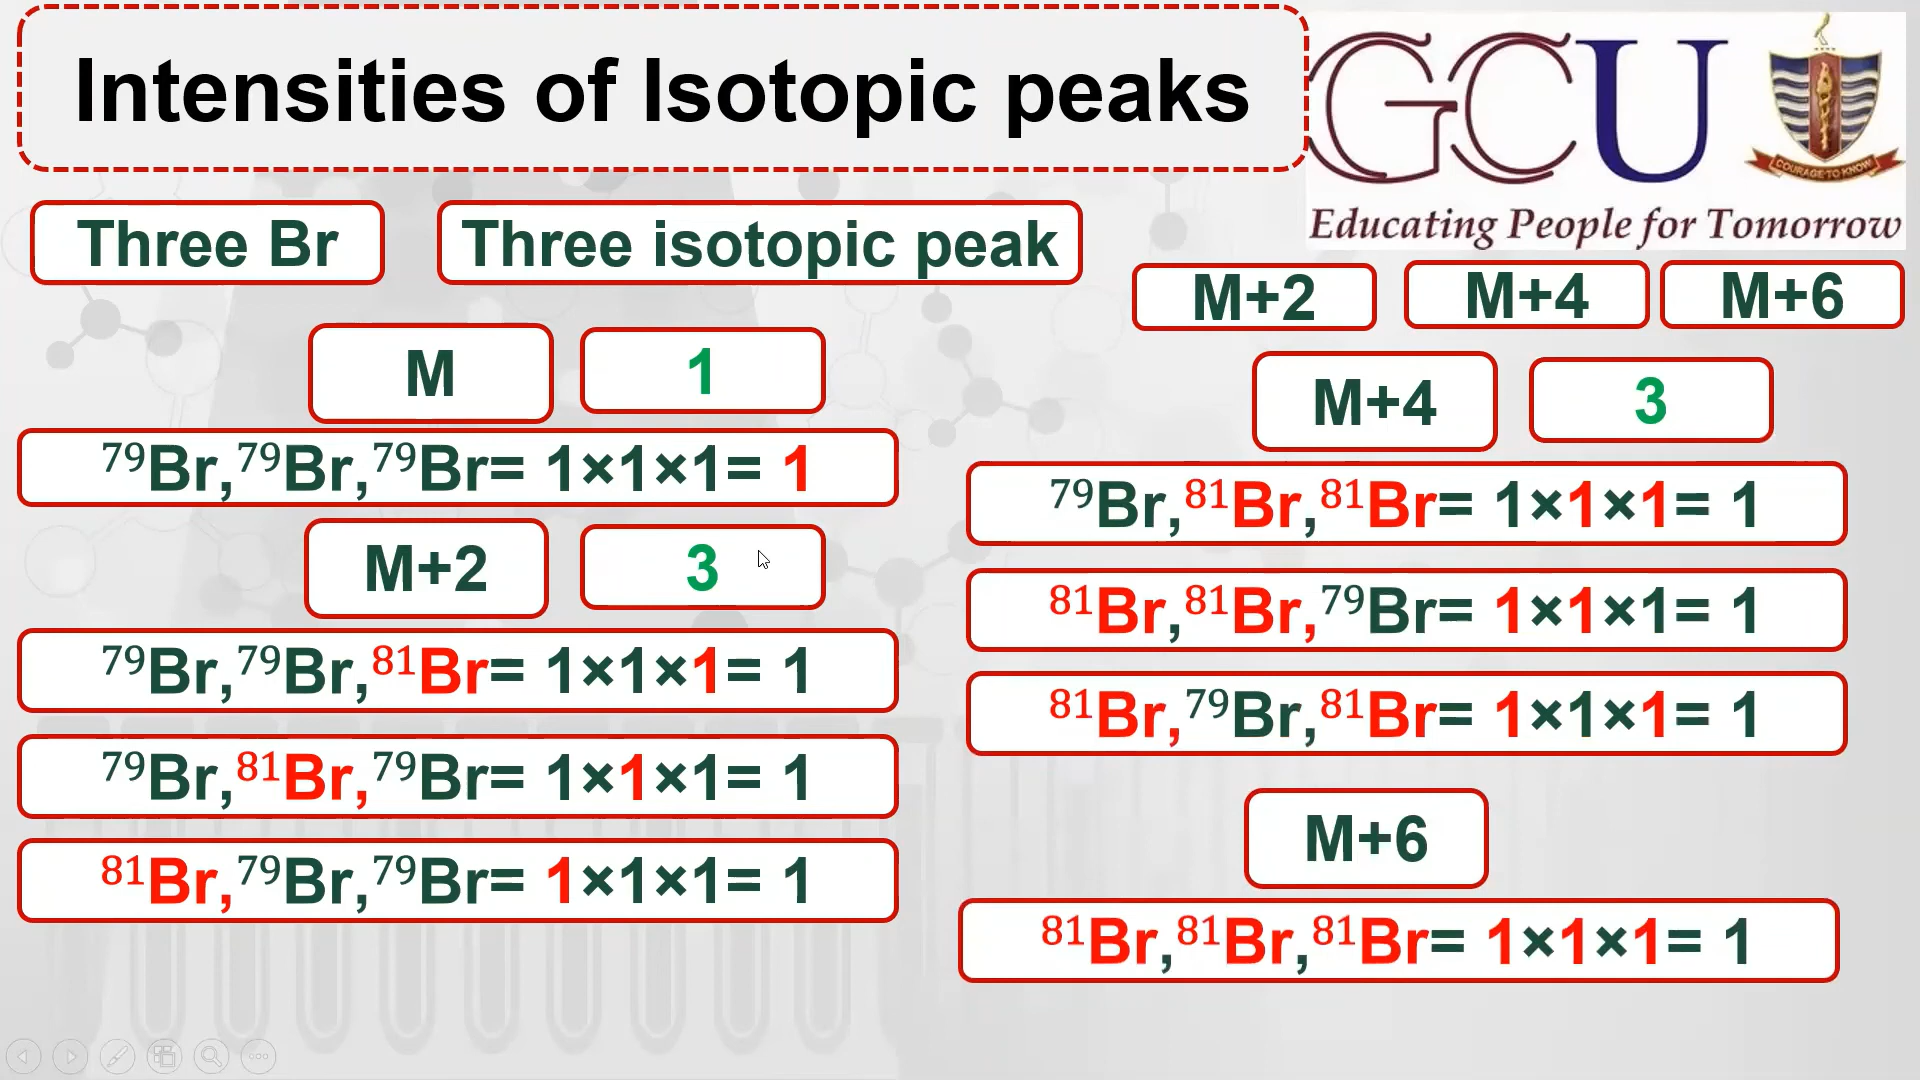 Intensities of Isotopic peaks
GCU
COURAGE TO KNOW
Educating People for Tomorrow
Three Br
Three isotopic peak
M+2
M+4
M+6
M
1
⁷⁹Br,⁷⁹Br,⁷⁹Br= 1×1×1= 1
M+2
3
⁷⁹Br,⁷⁹Br,⁸¹Br= 1×1×1= 1
⁷⁹Br,⁸¹Br,⁷⁹Br= 1×1×1= 1
⁸¹Br,⁷⁹Br,⁷⁹Br= 1×1×1= 1
M+4
3
⁷⁹Br,⁸¹Br,⁸¹Br= 1×1×1= 1
⁸¹Br,⁸¹Br,⁷⁹Br= 1×1×1= 1
⁸¹Br,⁷⁹Br,⁸¹Br= 1×1×1= 1
M+6
⁸¹Br,⁸¹Br,⁸¹Br= 1×1×1= 1